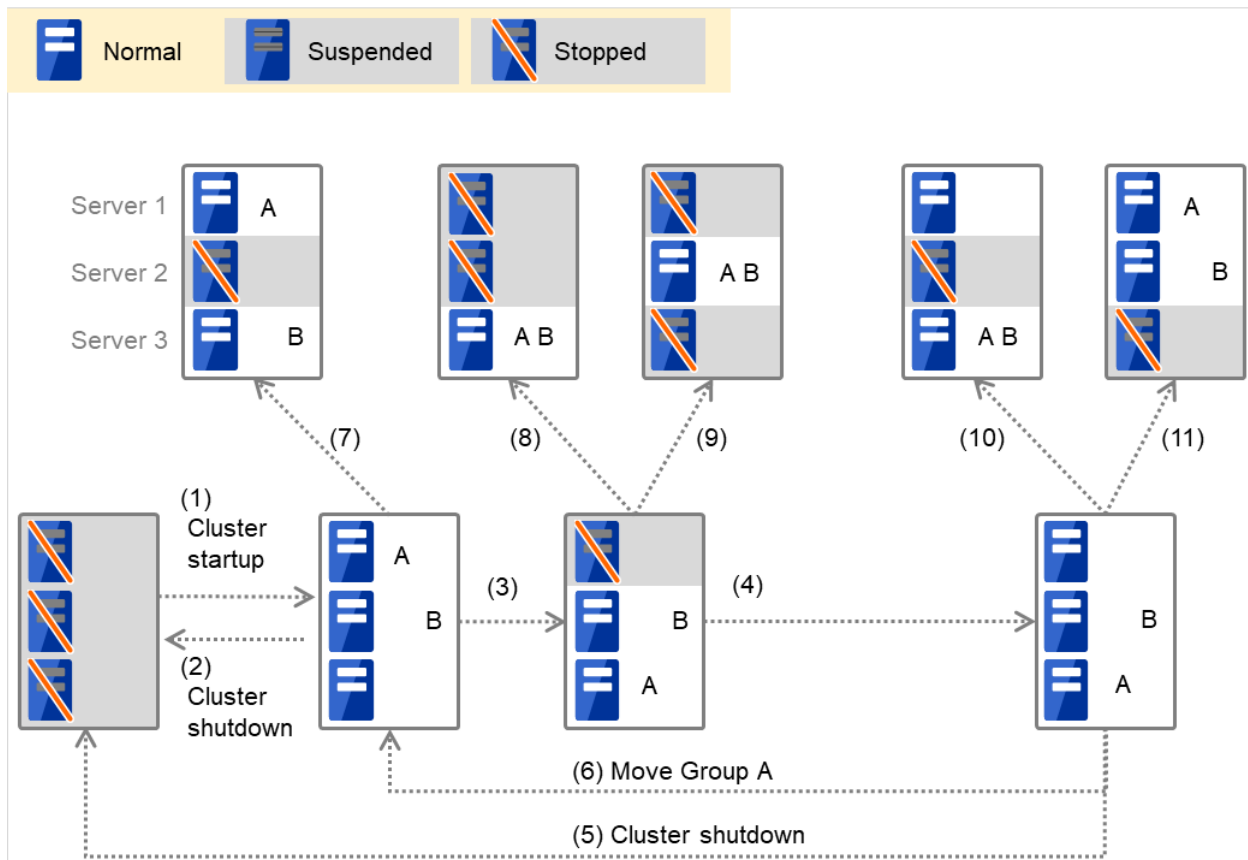 Normal
Suspended
Stopped
Server 1
Server 2
Server 3
A
B
A B
A B
A B
A
B
(7)
(8)
(9)
(10)
(11)
(1)
Cluster
startup
(2)
Cluster
shutdown
A
B
(3)
B
A
(4)
B
A
(6) Move Group A
(5) Cluster shutdown